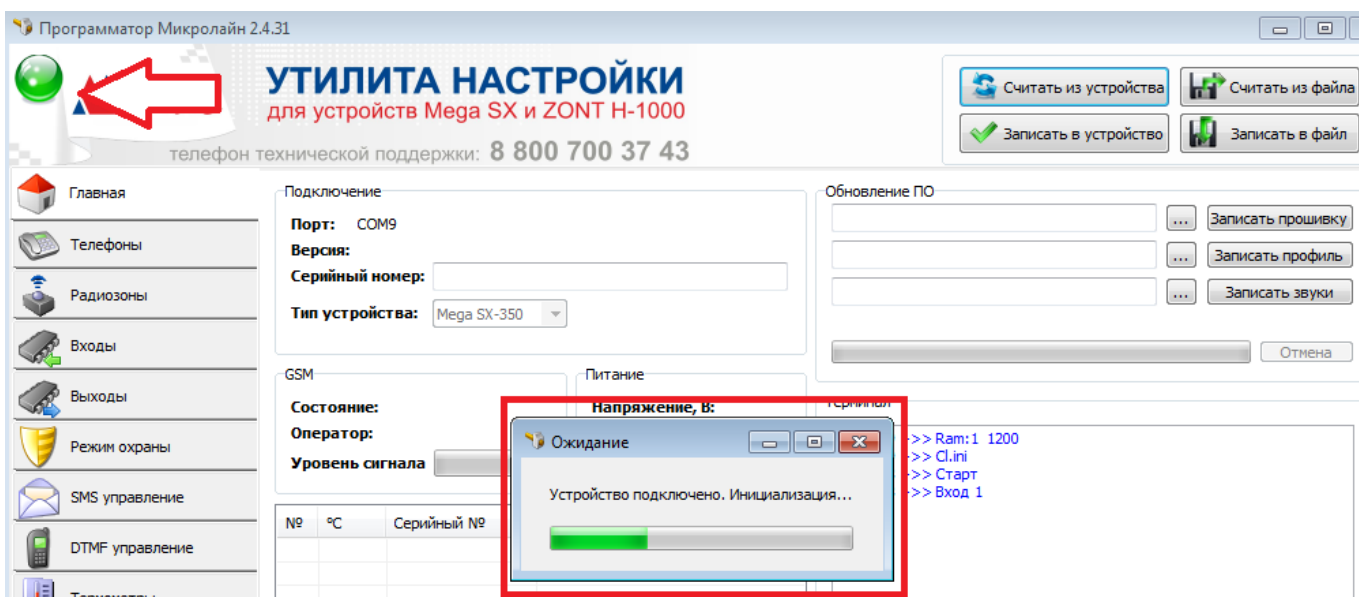 Программатор Микролайн 2.4.31
УТИЛИТА НАСТРОЙКИ
для устройств Mega SX и ZONT H-1000
телефон технической поддержки: 8 800 700 37 43
Считать из устройства
Считать из файла
Записать в устройство
Записать в файл
Главная
Телефоны
Радиозоны
Входы
Выходы
Режим охраны
SMS управление
DTMF управление
Подключение
Порт: COM9
Версия:
Серийный номер:
Тип устройства: Mega SX-350
GSM
Состояние:
Оператор:
Уровень сигнала
Питание
Напряжение, В:
№ °C Серийный №
Обновление ПО
... Записать прошивку
... Записать профиль
... Записать звуки
Отмена
>> Ram:1 1200
>> Cl.ini
>> Старт
>> Вход 1
Ожидание
Устройство подключено. Инициализация...